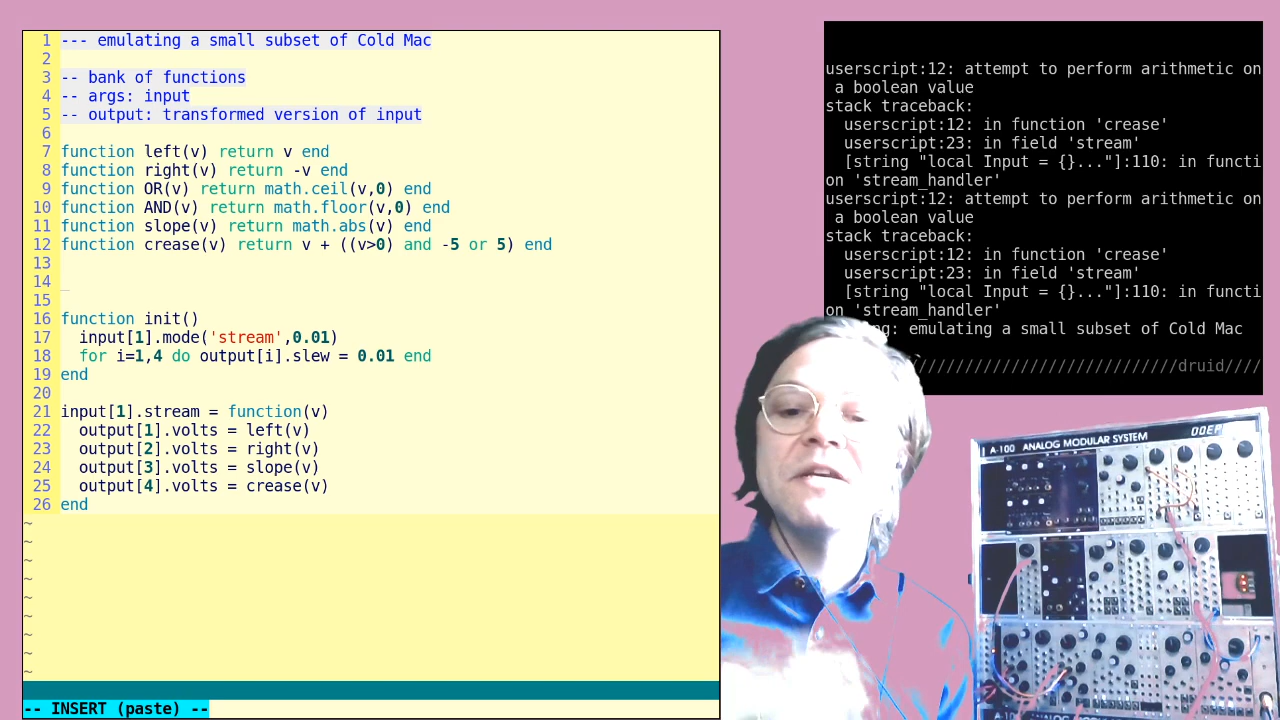 1 --- emulating a small subset of Cold Mac
2
3 -- bank of functions
4 -- args: input
5 -- output: transformed version of input
6
7 function left(v) return v end
8 function right(v) return -v end
9 function OR(v) return math.ceil(v,0) end
10 function AND(v) return math.floor(v,0) end
11 function slope(v) return math.abs(v) end
12 function crease(v) return v + ((v>0) and -5 or 5) end
13
14 _
15
16 function init()
17   input[1].mode('stream',0.01)
18   for i=1,4 do output[i].slew = 0.01 end
19 end
20
21 input[1].stream = function(v)
22   output[1].volts = left(v)
23   output[2].volts = right(v)
24   output[3].volts = slope(v)
25   output[4].volts = crease(v)
26 end
~
~
~
~
~
~
~
~
~
-- INSERT (paste) --
userscript:12: attempt to perform arithmetic on
 a boolean value
stack traceback:
  userscript:12: in function 'crease'
  userscript:23: in field 'stream'
  [string "local Input = {}..."]:110: in functi
on 'stream_handler'
userscript:12: attempt to perform arithmetic on
 a boolean value
stack traceback:
  userscript:12: in function 'crease'
  userscript:23: in field 'stream'
  [string "local Input = {}..."]:110: in functi
on 'stream_handler'
emulating a small subset of Cold Mac
/////////////////////////////druid////
A-100 ANALOG MODULAR SYSTEM